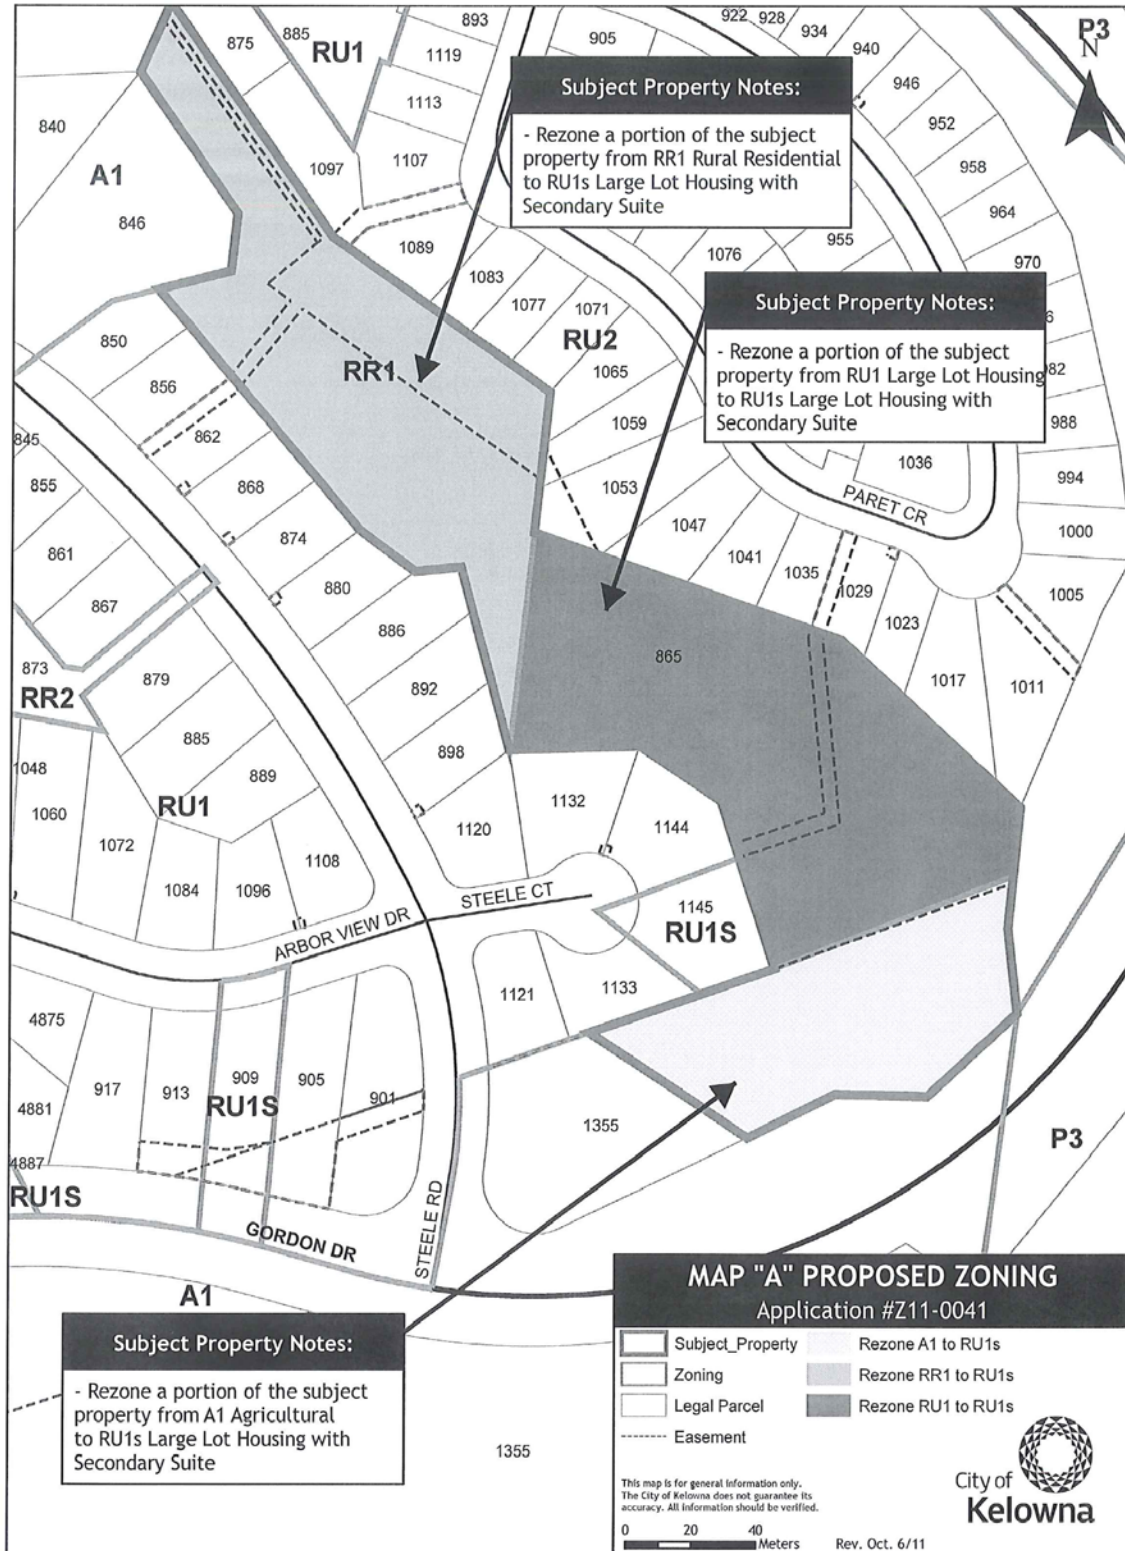 893
922
928
934
P3
N
875
885
RU1
905
940
1119
946
Subject Property Notes:
- Rezone a portion of the subject
property from RR1 Rural Residential
to RU1s Large Lot Housing with
Secondary Suite
1113
840
952
1107
1097
958
A1
846
964
1089
1076
955
970
1083
1077
1071
Subject Property Notes:
- Rezone a portion of the subject
property from RU1 Large Lot Housing
to RU1s Large Lot Housing with
Secondary Suite
850
RU2
RR1
1065
982
856
1059
988
862
845
1036
994
855
868
1053
PARET CR
1047
1000
874
861
1041
1035
880
1029
1005
867
1023
886
865
873
879
1017
1011
RR2
892
885
898
1048
889
RU1
1132
1060
1120
1144
1072
1108
1084
1096
STEELE CT
1145
ARBOR VIEW DR
RU1S
1121
1133
4875
917
913
909
905
901
4881
RU1S
1355
P3
4887
RU1S
GORDON DR
STEELE RD
A1
Subject Property Notes:
- Rezone a portion of the subject
property from A1 Agricultural
to RU1s Large Lot Housing with
Secondary Suite
1355
MAP "A" PROPOSED ZONING
Application #Z11-0041
Subject_Property
Zoning
Legal Parcel
Easement
Rezone A1 to RU1s
Rezone RR1 to RU1s
Rezone RU1 to RU1s
This map is for general information only.
The City of Kelowna does not guarantee its
accuracy. All information should be verified.
0 20 40
Meters
Rev. Oct. 6/11
City of
Kelowna